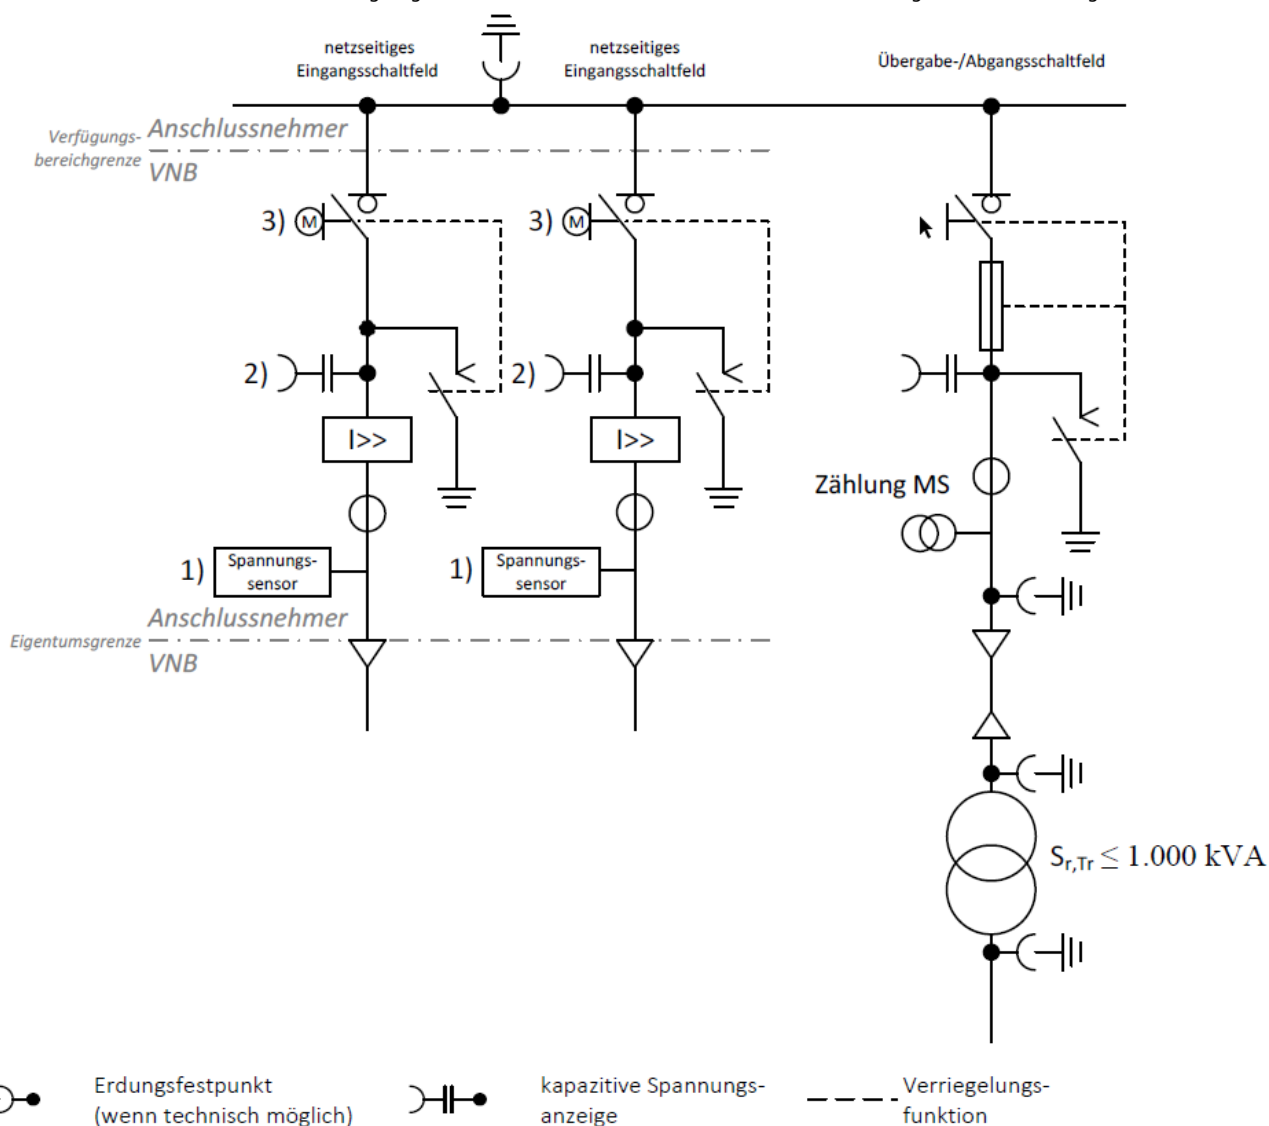 netzseitiges
Eingangsschaltfeld
netzseitiges
Eingangsschaltfeld
Übergabe-/Abgangsschaltfeld
Verfügungs-
bereichgrenze
Anschlussnehmer
VNB
3) M
3) M
2)
2)
I>>
I>>
Zählung MS
1) Spannungs-
sensor
1) Spannungs-
sensor
Anschlussnehmer
Eigentumsgrenze
VNB
Sr,Tr ≤ 1.000 kVA
Erdungsfestpunkt
(wenn technisch möglich)
kapazitive Spannungs-
anzeige
Verriegelungs-
funktion